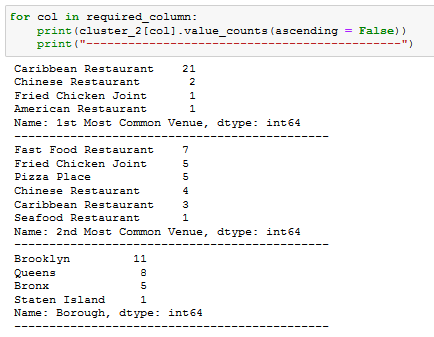 for col in required_column:
    print(cluster_2[col].value_counts(ascending = False))
    print("---------------------------------------------")
Caribbean Restaurant    21
Chinese Restaurant       2
Fried Chicken Joint      1
American Restaurant      1
Name: 1st Most Common Venue, dtype: int64
---------------------------------------------
Fast Food Restaurant    7
Fried Chicken Joint     5
Pizza Place             5
Chinese Restaurant      4
Caribbean Restaurant    3
Seafood Restaurant      1
Name: 2nd Most Common Venue, dtype: int64
---------------------------------------------
Brooklyn         11
Queens            8
Bronx             5
Staten Island     1
Name: Borough, dtype: int64
---------------------------------------------